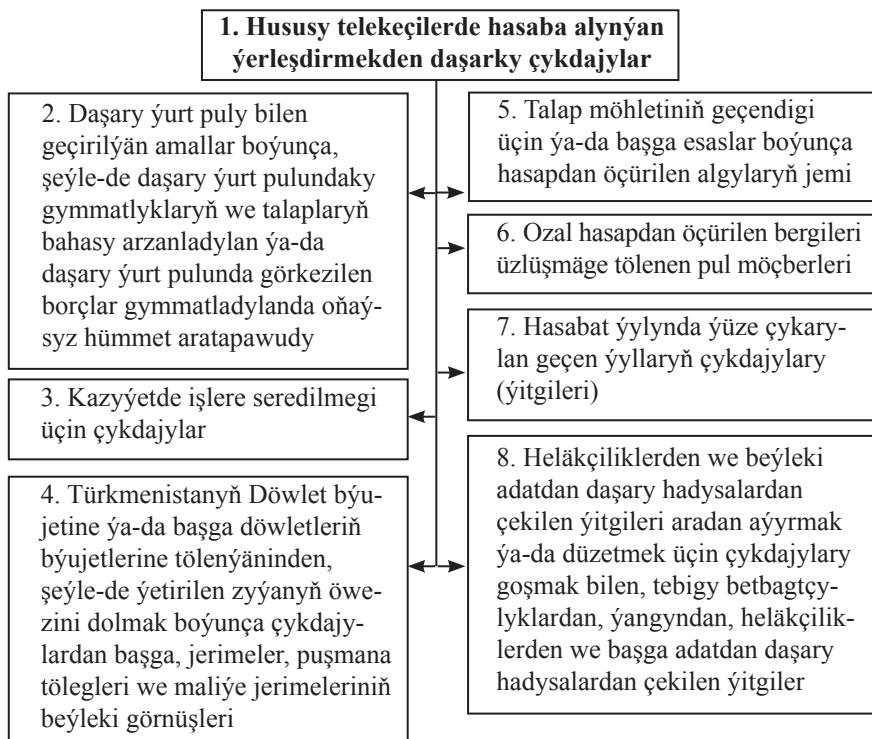 1. Hususy telekeçilerde hasaba alynýan
ýerleşdirmekden daşarky çykdajylar
2. Daşary ýurt puly bilen
geçirilýän amallar boýunça,
şeýle-de daşary ýurt pulundaky
gymmatlyklaryň we talaplaryň
bahasy arzanladylan ýa-da
daşary ýurt pulunda görkezilen
borçlar gymmatladylanda oňaý-
syz hümmet aratapawudy
3. Kazyýetde işlere seredilmegi
üçin çykdajylar
4. Türkmenistanyň Döwlet býu-
jetine ýa-da başga döwletleriň
býujetlerine tölenýäninden,
şeýle-de ýetirilen zyýanyň öwe-
zini dolmak boýunça çykdajy-
lardan başga, jerimeler, puşmana
tölegleri we maliýe jerimeleriniň
beýleki görnüşleri
5. Talap möhletiniň geçendigi
üçin ýa-da başga esaslar boýunça
hasapdan öçürilen algylaryň jemi
6. Ozal hasapdan öçürilen bergileri
üzlüşmäge tölenen pul möçberleri
7. Hasabat ýylynda ýüze çykary-
lan geçen ýyllaryň çykdajylary
(ýitgileri)
8. Heläkçiliklerden we beýleki
adatdan daşary hadysalardan
çekilen ýitgileri aradan aýyrmak
ýa-da düzetmek üçin çykdajylary
goşmak bilen, tebigy betbagtçy-
lyklardan, ýangyndan, heläkçilik-
lerden we başga adatdan daşary
hadysalardan çekilen ýitgiler